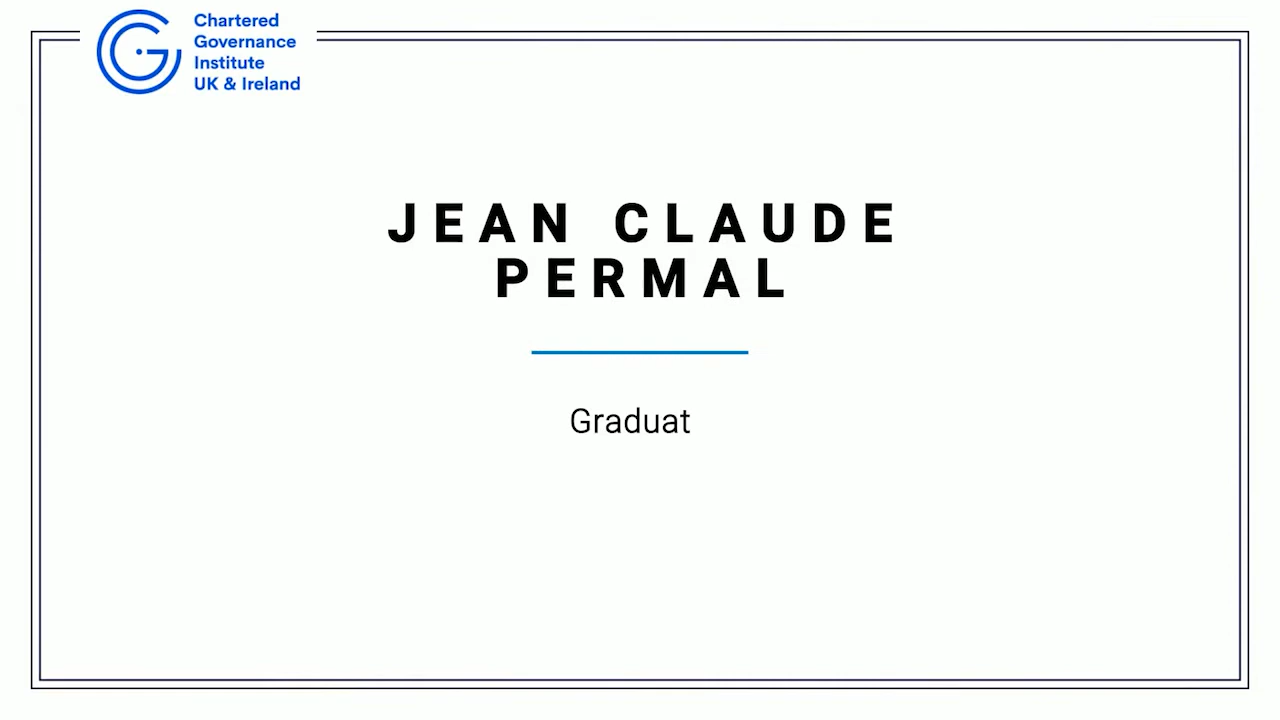 Chartered
Governance
Institute
UK & Ireland
JEAN CLAUDE
PERMAL
Graduat